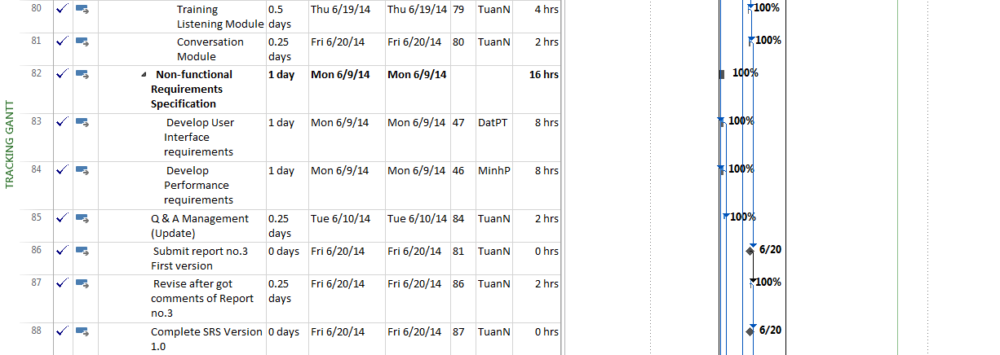 TRACKING GANTT
80 Training Listening Module 0.5 days Thu 6/19/14 Thu 6/19/14 79 TuanN 4 hrs 100%
81 Conversation Module 0.25 days Fri 6/20/14 Fri 6/20/14 80 TuanN 2 hrs 100%
82 Non-functional Requirements Specification 1 day Mon 6/9/14 Mon 6/9/14 16 hrs 100%
83 Develop User Interface requirements 1 day Mon 6/9/14 Mon 6/9/14 47 DatPT 8 hrs 100%
84 Develop Performance requirements 1 day Mon 6/9/14 Mon 6/9/14 46 MinhP 8 hrs 100%
85 Q & A Management (Update) 0.25 days Tue 6/10/14 Tue 6/10/14 84 TuanN 2 hrs 100%
86 Submit report no.3 First version 0 days Fri 6/20/14 Fri 6/20/14 81 TuanN 0 hrs 6/20
87 Revise after got comments of Report no.3 0.25 days Fri 6/20/14 Fri 6/20/14 86 TuanN 2 hrs 100%
88 Complete SRS Version 1.0 0 days Fri 6/20/14 Fri 6/20/14 87 TuanN 0 hrs 6/20